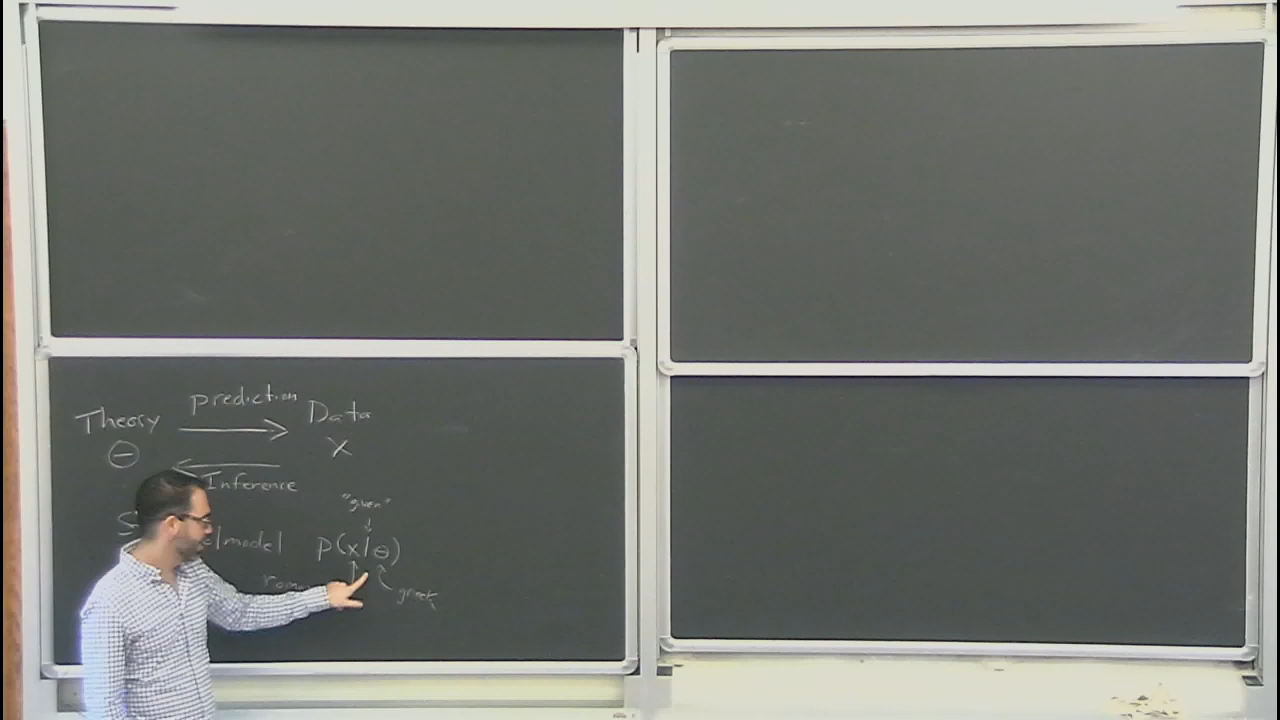 prediction
Theory Data
Θ X
Inference
"given"
model p(x|θ)
greek